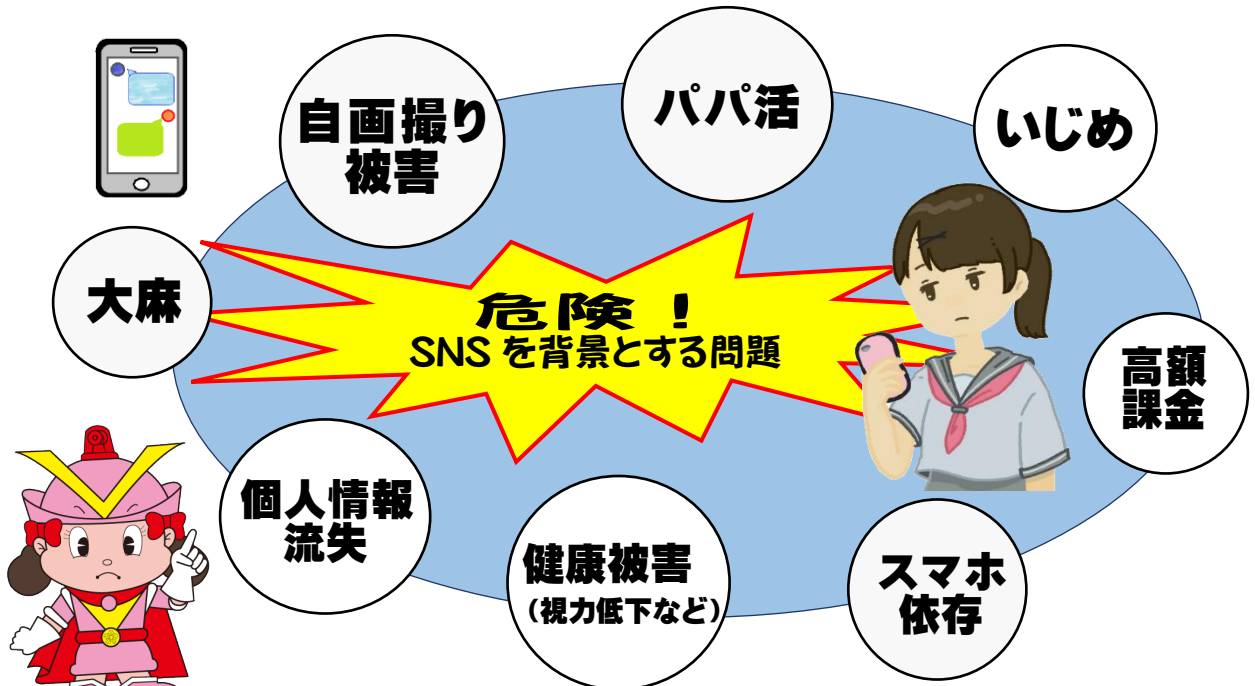 自画撮り
被害
パパ活
いじめ
大麻
危険！
SNSを背景とする問題
高額
課金
個人情報
流失
健康被害
（視力低下など）
スマホ
依存